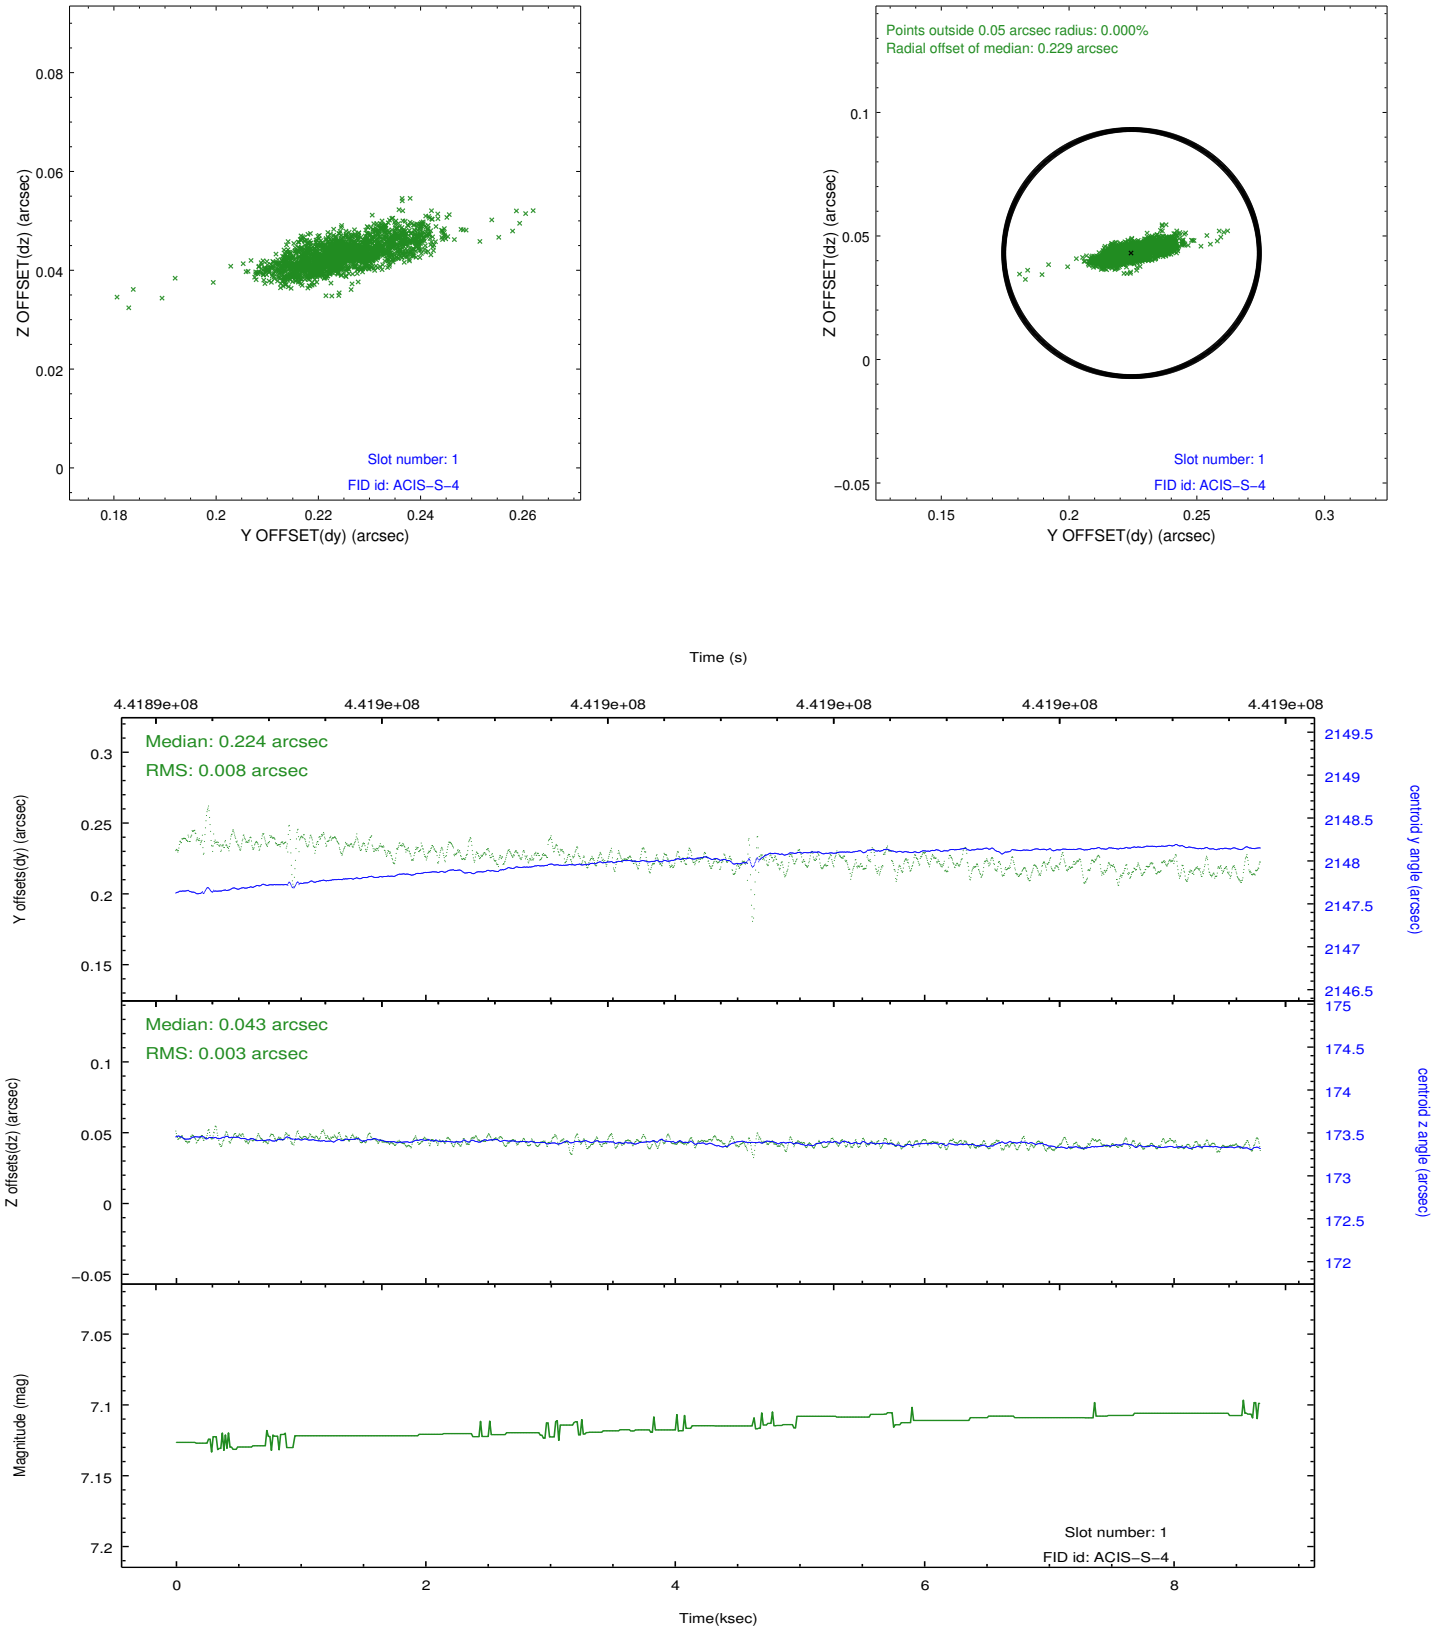 0.08
0.06
0.04
0.02
0
Z OFFSET(dz) (arcsec)
0.18 0.2 0.22 0.24 0.26
Y OFFSET(dy) (arcsec)
Slot number: 1
FID id: ACIS-S-4
Points outside 0.05 arcsec radius: 0.000%
Radial offset of median: 0.229 arcsec
0.1
0.05
0
-0.05
Z OFFSET(dz) (arcsec)
0.15 0.2 0.25 0.3
Y OFFSET(dy) (arcsec)
Slot number: 1
FID id: ACIS-S-4
Time (s)
4.4189e+08 4.419e+08 4.419e+08 4.419e+08 4.419e+08 4.419e+08
Median: 0.224 arcsec
RMS: 0.008 arcsec
0.3
0.25
0.2
0.15
Y offsets(dy) (arcsec)
2149.5
2149
2148.5
2148
2147.5
2147
2146.5
centroid y angle (arcsec)
Median: 0.043 arcsec
RMS: 0.003 arcsec
0.1
0.05
0
-0.05
Z offsets(dz) (arcsec)
175
174.5
174
173.5
173
172.5
172
centroid z angle (arcsec)
7.05
7.1
7.15
7.2
Magnitude (mag)
Slot number: 1
FID id: ACIS-S-4
0 2 4 6 8
Time(ksec)